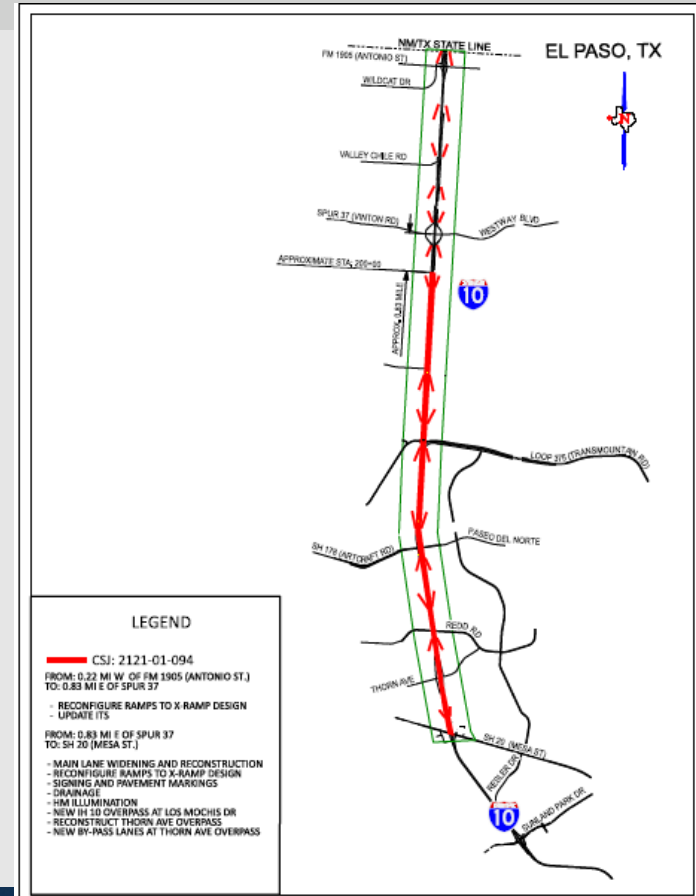 NM/TX STATE LINE
EL PASO, TX
FM 1905 (ANTONIO ST)
N
WILDCAT DR
VALLEY CHILE RD
SPUR 37 (VINTON RD)
WESTWAY BLVD
APPROXIMATE STA: 200+00
10
APPROX. 0.83 MILE
LOOP 375 (TRANSMOUNTAIN RD)
PASEO DEL NORTE
SH 178 (ARTCRAFT RD)
REDD RD
THORN AVE
SH 20 (MESA ST)
RESLER DR
10
SUNLAND PARK DR
LEGEND
CSJ: 2121-01-094
FROM: 0.22 MI W OF FM 1905 (ANTONIO ST.)
TO: 0.83 MI E OF SPUR 37
- RECONFIGURE RAMPS TO X-RAMP DESIGN
- UPDATE ITS
FROM: 0.83 MI E OF SPUR 37
TO: SH 20 (MESA ST.)
- MAIN LANE WIDENING AND RECONSTRUCTION
- RECONFIGURE RAMPS TO X-RAMP DESIGN
- SIGNING AND PAVEMENT MARKINGS
- DRAINAGE
- HM ILLUMINATION
- NEW IH 10 OVERPASS AT LOS MOCHIS DR
- RECONSTRUCT THORN AVE OVERPASS
- NEW BY-PASS LANES AT THORN AVE OVERPASS